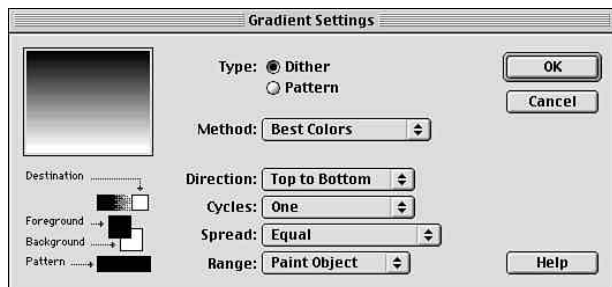 Gradient Settings
Type: Dither
Pattern
OK
Cancel
Method: Best Colors
Destination
Direction: Top to Bottom
Cycles: One
Foreground
Spread: Equal
Background
Pattern
Range: Paint Object
Help